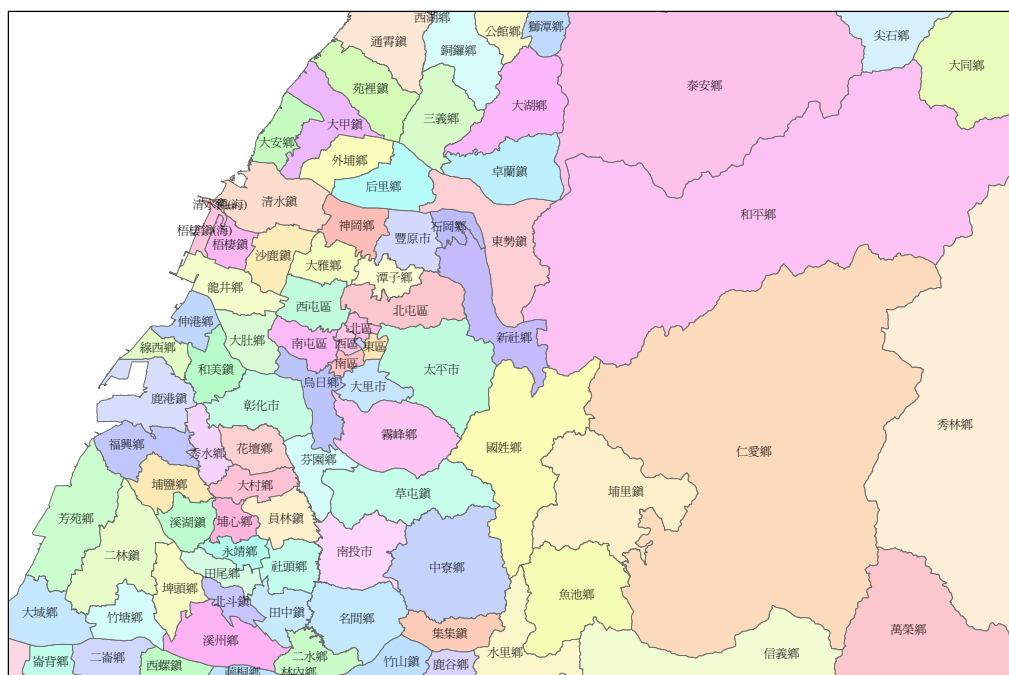 西湖鄉
通霄鎮
公館鄉
獅潭鄉
銅鑼鄉
尖石鄉
大同鄉
泰安鄉
苑裡鎮
大湖鄉
三義鄉
大甲鎮
大安鄉
外埔鄉
卓蘭鎮
后里鄉
清水鎮
清水鎮(海)
和平鄉
梧棲鎮(海)
梧棲鎮
神岡鄉
豐原市
石岡鄉
東勢鎮
沙鹿鎮
大雅鄉
潭子鄉
龍井鄉
西屯區
北屯區
伸港鄉
大肚鄉
南屯區
北區
西區
東區
新社鄉
線西鄉
和美鎮
南區
太平市
烏日鄉
大里市
鹿港鎮
彰化市
霧峰鄉
秀林鄉
福興鄉
秀水鄉
花壇鄉
芬園鄉
國姓鄉
仁愛鄉
埔鹽鄉
大村鄉
草屯鎮
埔里鎮
芳苑鄉
溪湖鎮
埔心鄉
員林鎮
二林鎮
永靖鄉
南投市
社頭鄉
中寮鄉
田尾鄉
埤頭鄉
魚池鄉
北斗鎮
大城鄉
竹塘鄉
田中鎮
名間鄉
溪州鄉
集集鎮
萬榮鄉
水里鄉
信義鄉
崙背鄉
二崙鄉
西螺鎮
二水鄉
竹山鎮
鹿谷鄉
莿桐鄉
林內鄉